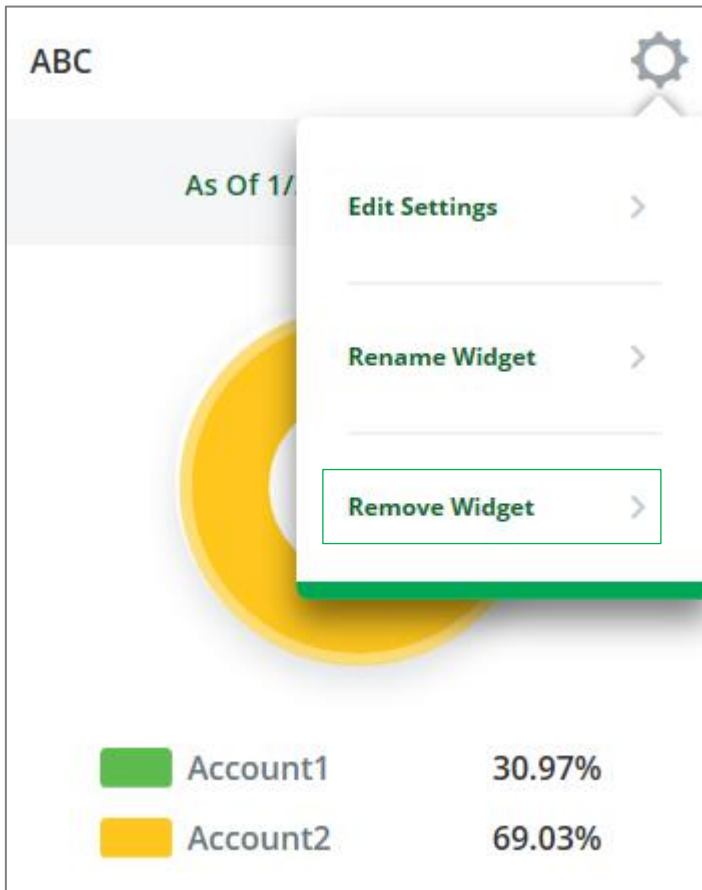 ABC
As Of 1/
Edit Settings
Rename Widget
Remove Widget
Account1 30.97%
Account2 69.03%